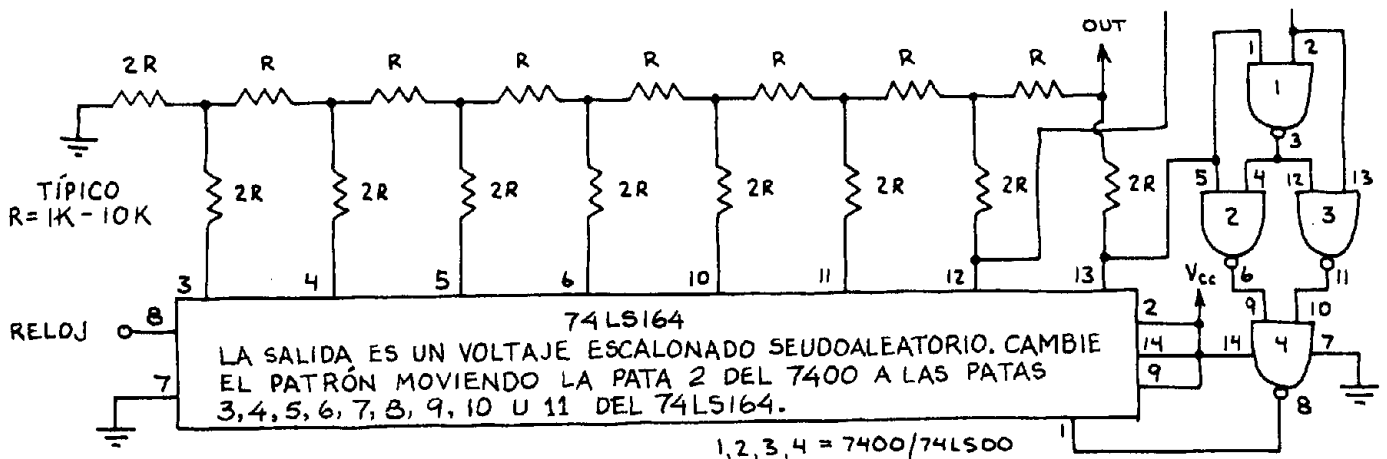 OUT
2R R R R R R R R
1 2
1
3
TÍPICO
R=1K-10K
2R 2R 2R 2R 2R 2R 2R 2R
5 4 12 13
2 3
6 11
Vcc
3 4 5 6 10 11 12 13
9 10
RELOJ 8
74LS164
2
LA SALIDA ES UN VOLTAJE ESCALONADO SEUDOALEATORIO. CAMBIE
14 14 4 7
7
EL PATRÓN MOVIENDO LA PATA 2 DEL 7400 A LAS PATAS
9
3,4,5,6,7,8,9,10 U 11 DEL 74LS164.
8
1
1,2,3,4 = 7400/74LS00